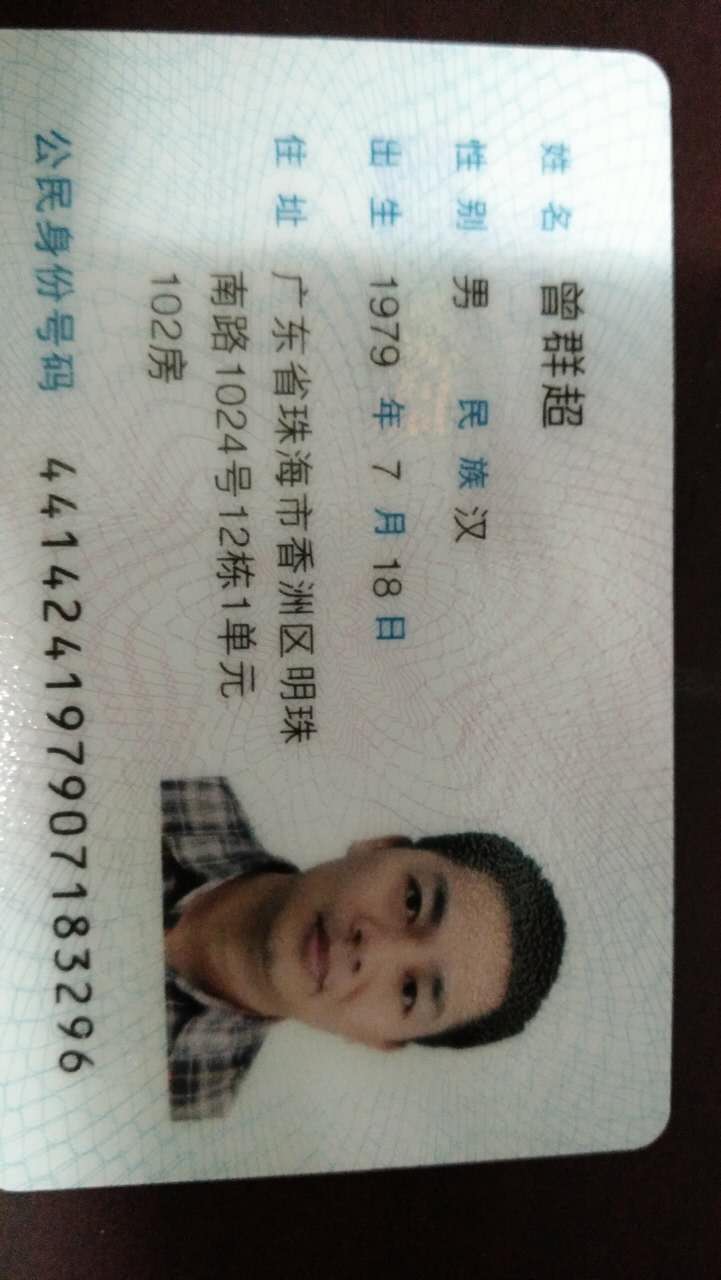 姓名 曾群超
性别 男 民族 汉
出生 1979 年 7 月 18 日
住址 广东省珠海市香洲区明珠
南路1024号12栋1单元
102房
公民身份号码 441424197907183296